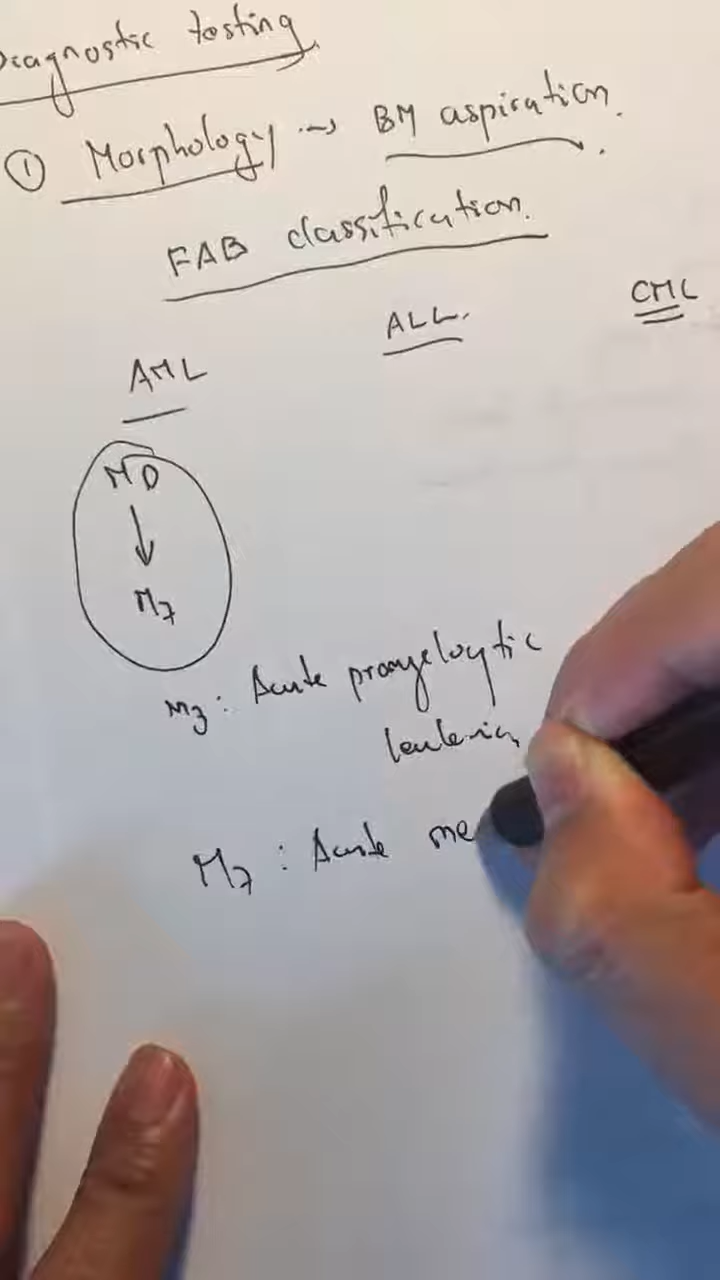 Diagnostic testing
① Morphology → BM aspiration.
FAB classification.
AML ALL. CML
M0
↓
M7
M3: Acute promyelocytic
leukemia
M7: Acute me